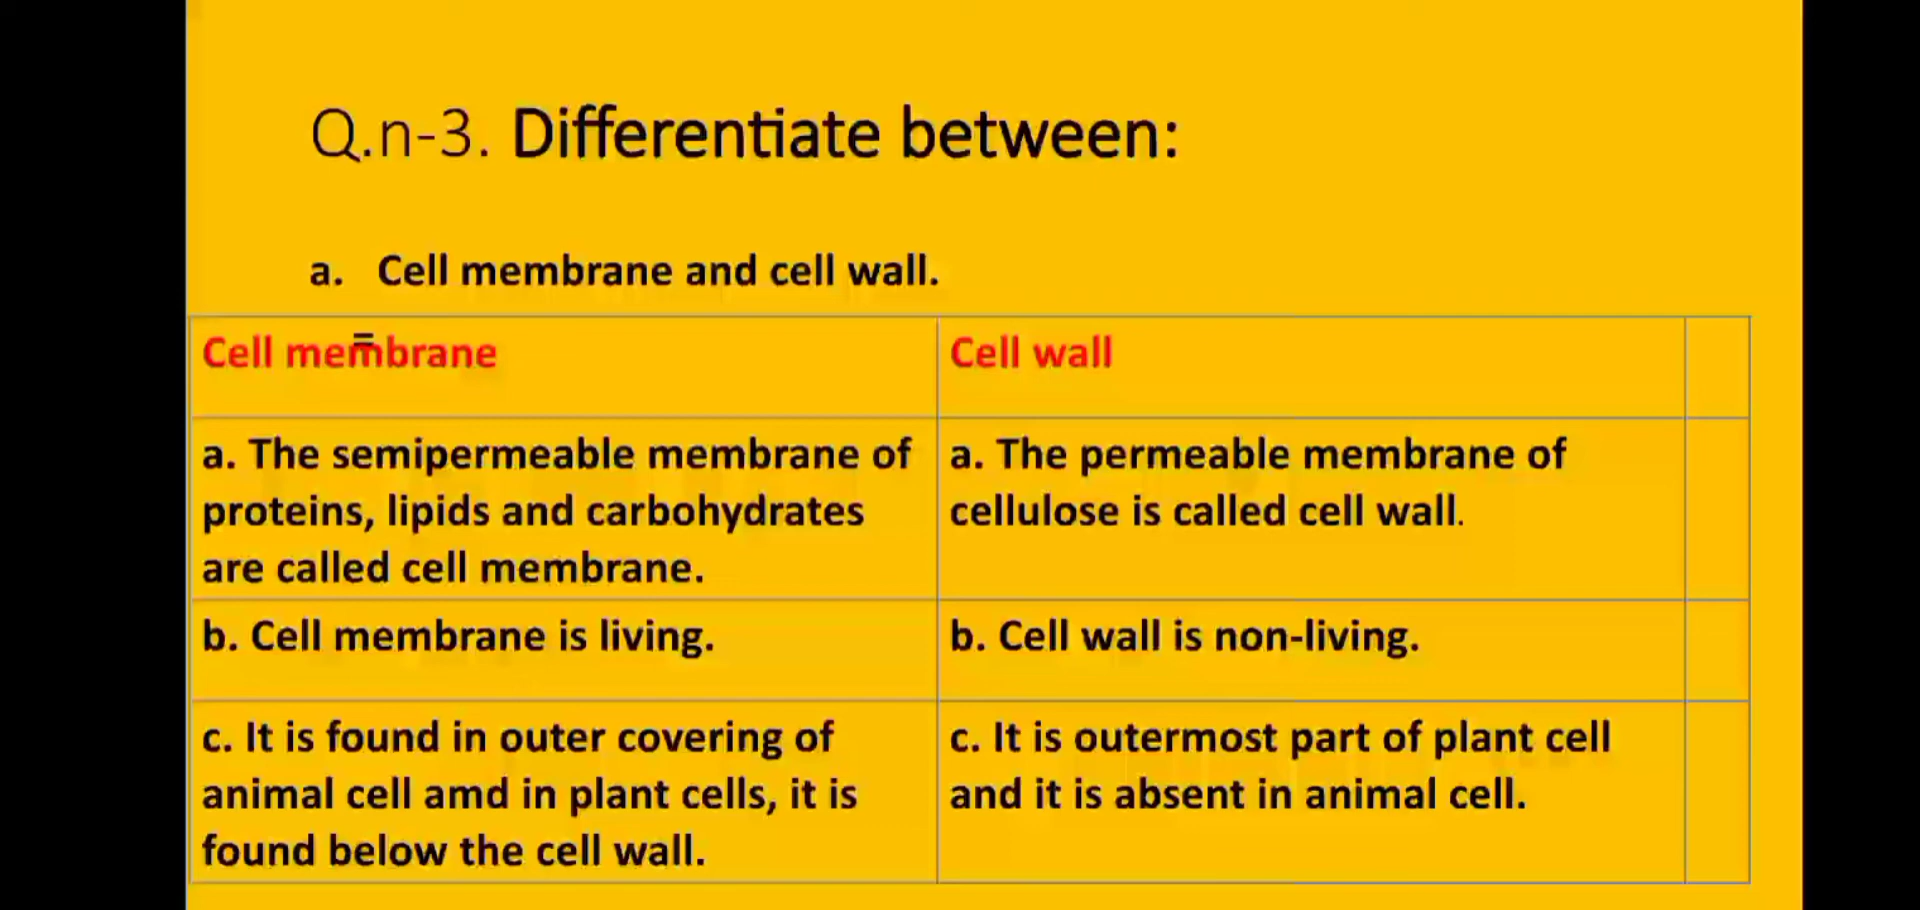 Q.n-3. Differentiate between:
a. Cell membrane and cell wall.
=
Cell membrane
Cell wall
a. The semipermeable membrane of
proteins, lipids and carbohydrates
are called cell membrane.
a. The permeable membrane of
cellulose is called cell wall.
b. Cell membrane is living.
b. Cell wall is non-living.
c. It is found in outer covering of
animal cell amd in plant cells, it is
found below the cell wall.
c. It is outermost part of plant cell
and it is absent in animal cell.